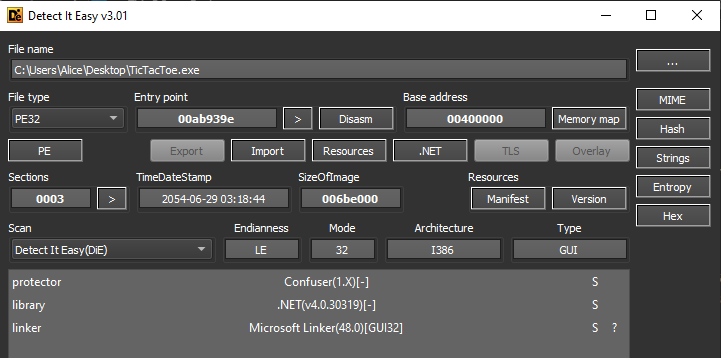 Detect It Easy v3.01
File name
C:\Users\Alice\Desktop\TicTacToe.exe
...
File type Entry point Base address
PE32 00ab939e > Disasm 00400000 Memory map MIME
PE Export Import Resources .NET TLS Overlay Hash
Sections TimeDateStamp SizeOfImage Resources Strings
0003 > 2054-06-29 03:18:44 006be000 Manifest Version Entropy
Scan Endianness Mode Architecture Type Hex
Detect It Easy(DiE) LE 32 I386 GUI
protector Confuser(1.X)[-] S
library .NET(v4.0.30319)[-] S
linker Microsoft Linker(48.0)[GUI32] S ?